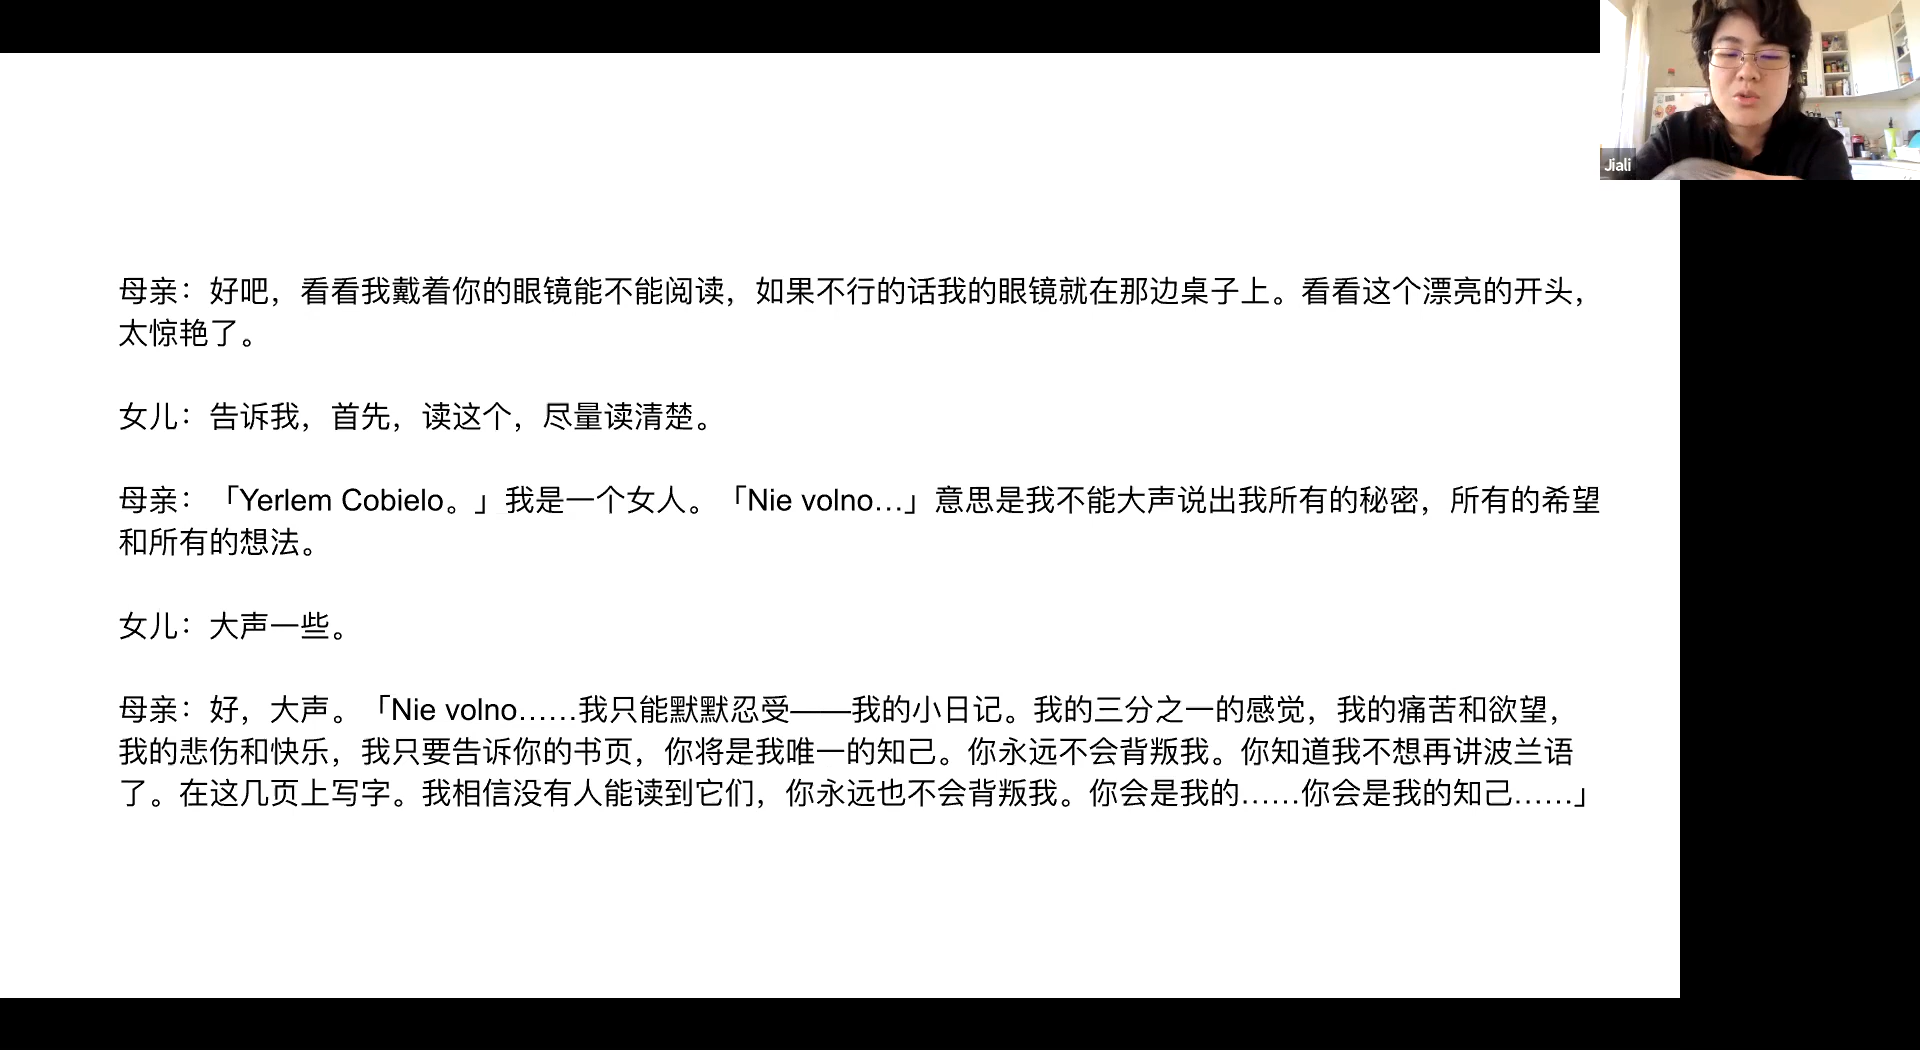 Jiali
母亲：好吧，看看我戴着你的眼镜能不能阅读，如果不行的话我的眼镜就在那边桌子上。看看这个漂亮的开头，
太惊艳了。
女儿：告诉我，首先，读这个，尽量读清楚。
母亲：「Yerlem Cobielo。」我是一个女人。「Nie volno…」意思是我不能大声说出我所有的秘密，所有的希望
和所有的想法。
女儿：大声一些。
母亲：好，大声。「Nie volno……我只能默默忍受——我的小日记。我的三分之一的感觉，我的痛苦和欲望，
我的悲伤和快乐，我只要告诉你的书页，你将是我唯一的知己。你永远不会背叛我。你知道我不想再讲波兰语
了。在这几页上写字。我相信没有人能读到它们，你永远也不会背叛我。你会是我的……你会是我的知己……」